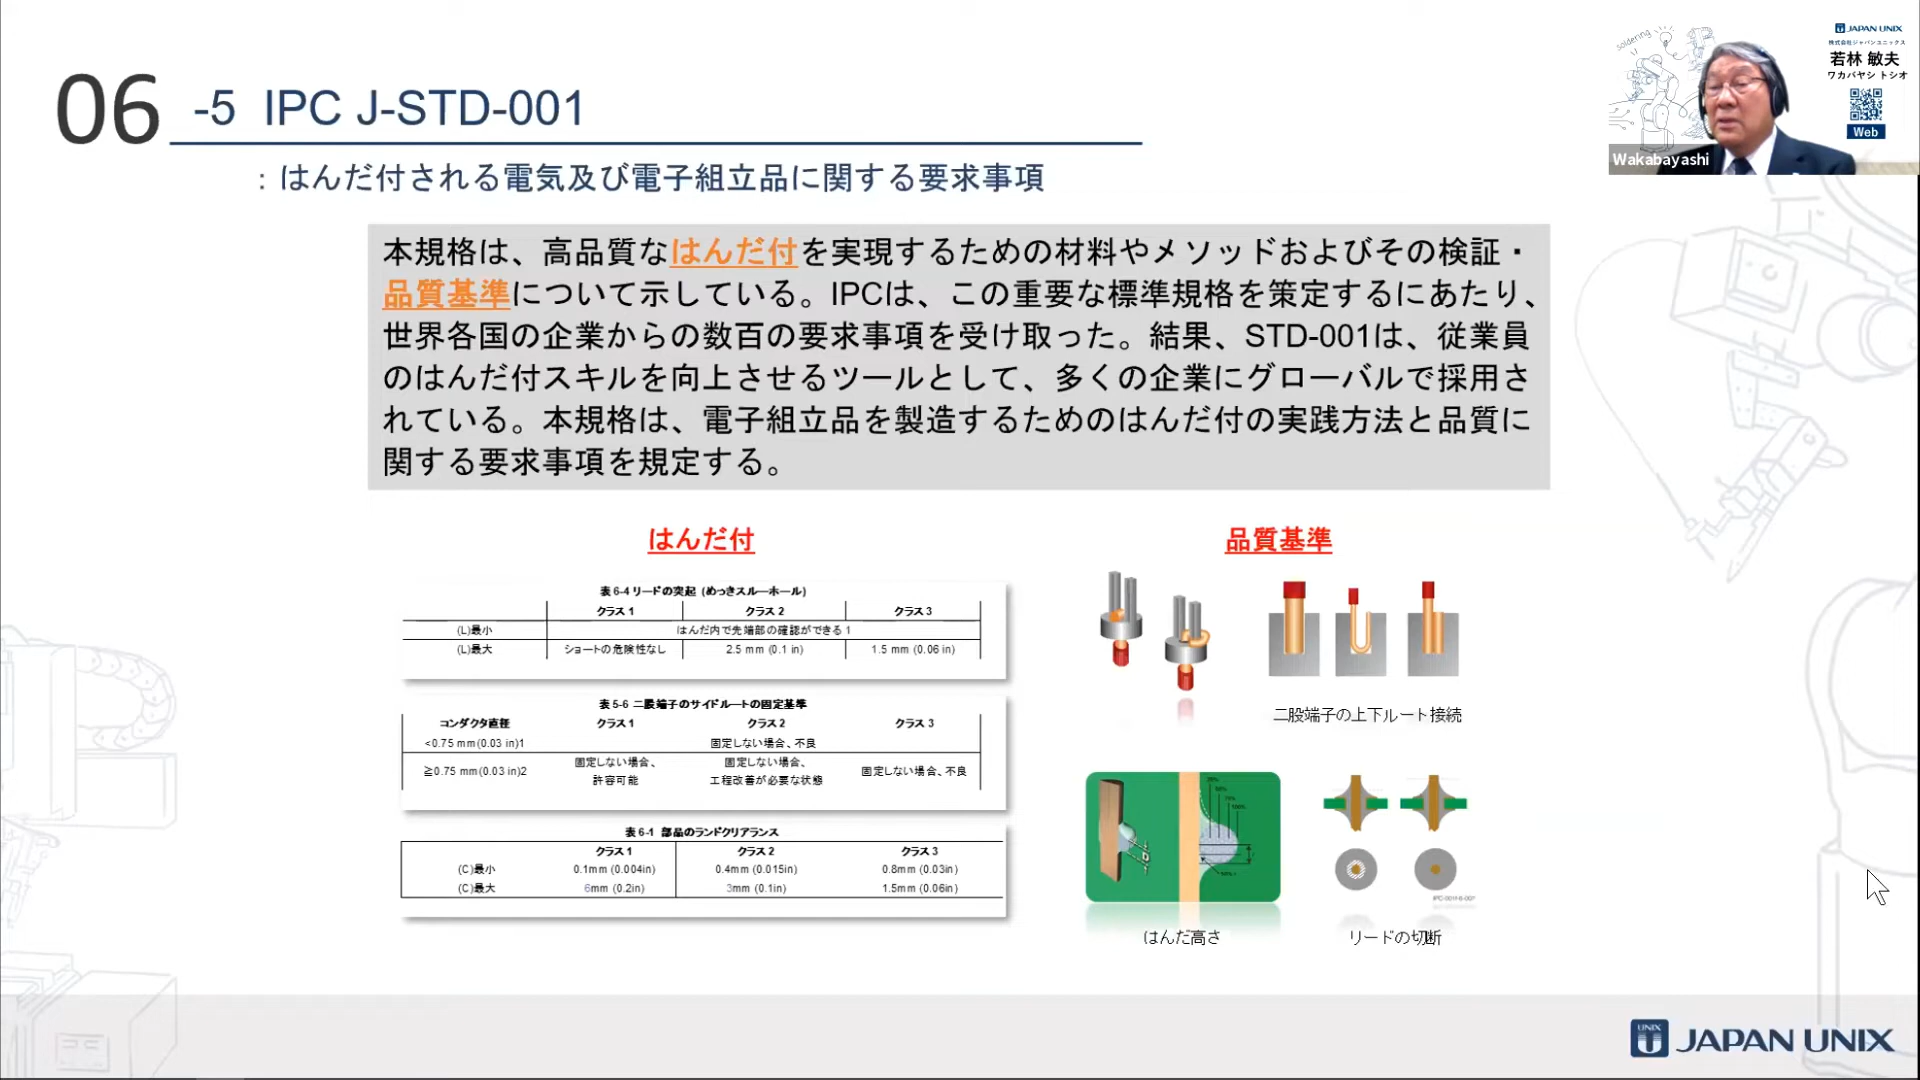 06 -5 IPC J-STD-001
：はんだ付される電気及び電子組立品に関する要求事項
soldering
JAPAN UNIX
株式会社ジャパンユニックス
若林 敏夫
ワカバヤシ トシオ
Web
Wakabayashi
本規格は、高品質なはんだ付を実現するための材料やメソッドおよびその検証・
品質基準について示している。IPCは、この重要な標準規格を策定するにあたり、
世界各国の企業からの数百の要求事項を受け取った。結果、STD-001は、従業員
のはんだ付スキルを向上させるツールとして、多くの企業にグローバルで採用さ
れている。本規格は、電子組立品を製造するためのはんだ付の実践方法と品質に
関する要求事項を規定する。
はんだ付
表 6-4 リードの突起 (めっきスルーホール)
クラス 1 クラス 2 クラス 3
(L)最小 はんだ内で先端部の確認ができる 1
(L)最大 ショートの危険性なし 2.5 mm (0.1 in) 1.5 mm (0.06 in)
表 5-6 二股端子のサイドルートの固定基準
コンダクタ直径 クラス 1 クラス 2 クラス 3
<0.75 mm(0.03 in)1 固定しない場合、不良
≧0.75 mm(0.03 in)2 固定しない場合、許容可能 固定しない場合、工程改善が必要な状態 固定しない場合、不良
表 6-1 部品のランドクリアランス
クラス 1 クラス 2 クラス 3
(C)最小 0.1mm (0.004in) 0.4mm (0.015in) 0.8mm (0.03in)
(C)最大 6mm (0.2in) 3mm (0.1in) 1.5mm (0.06in)
品質基準
二股端子の上下ルート接続
はんだ高さ
リードの切断
UNIX
JAPAN UNIX